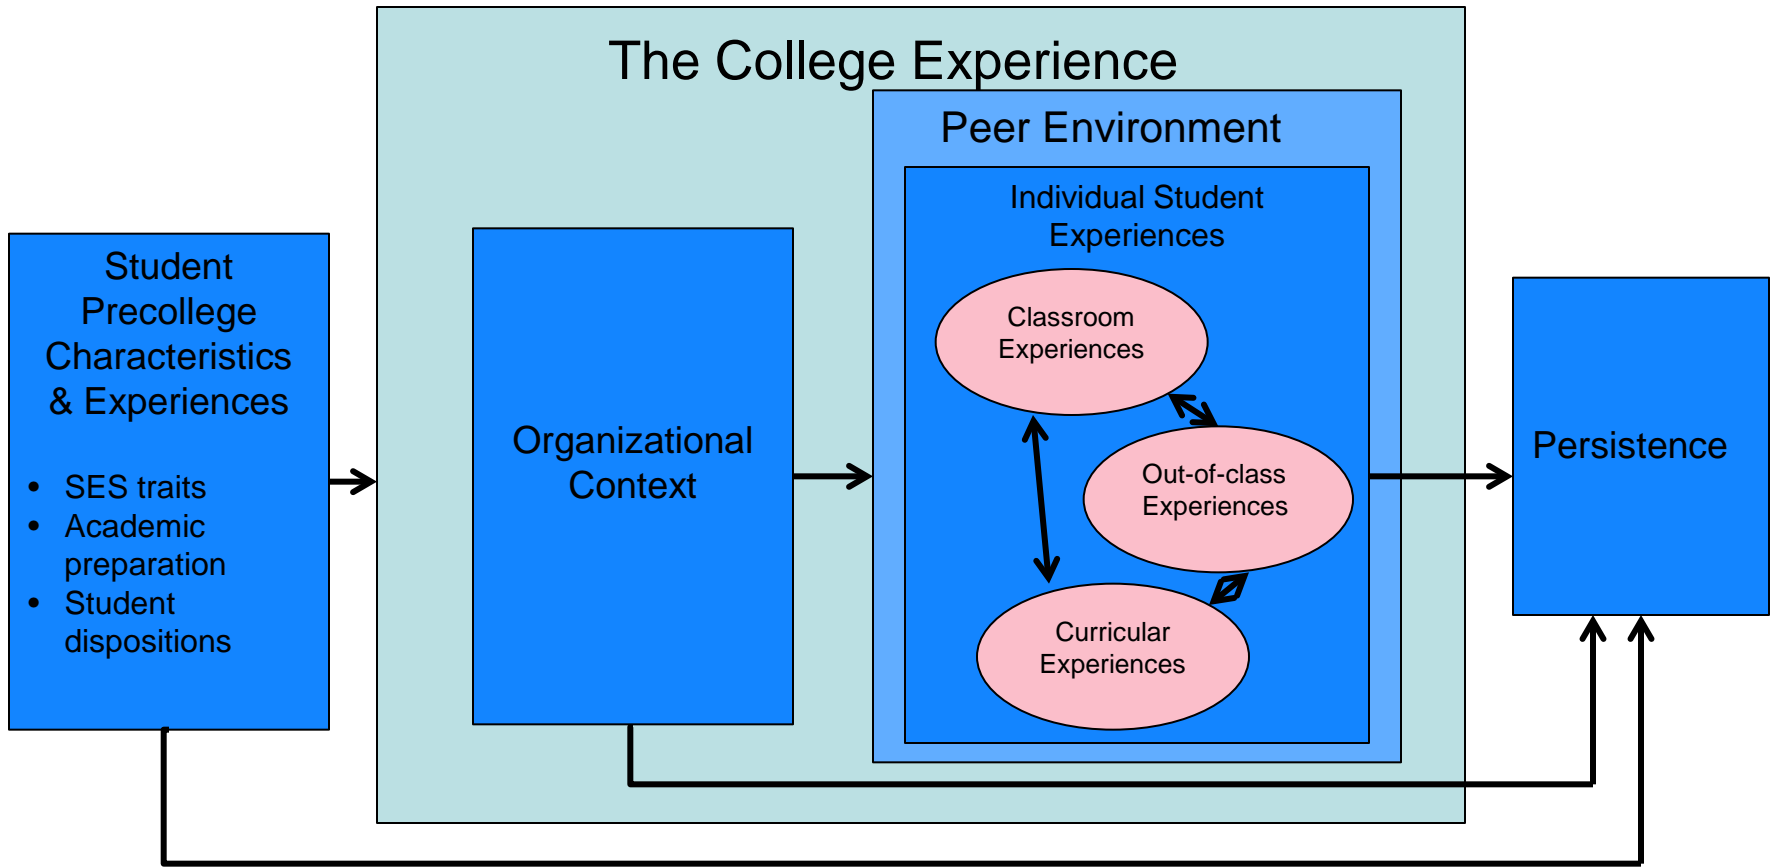 The College Experience
Peer Environment
Individual Student
Experiences
Student
Precollege
Characteristics
& Experiences
• SES traits
• Academic
preparation
• Student
dispositions
Organizational
Context
Classroom
Experiences
Out-of-class
Experiences
Curricular
Experiences
Persistence